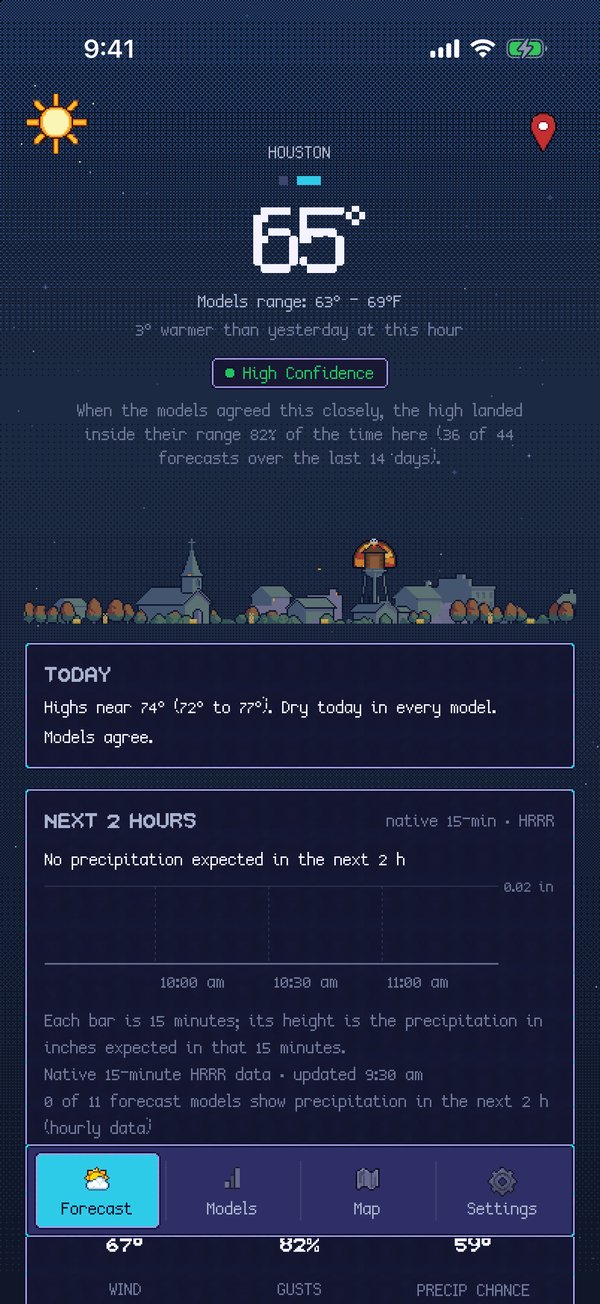 9:41
HOUSTON
65°
Models range: 63° – 69°F
3° warmer than yesterday at this hour
High Confidence
When the models agreed this closely, the high landed
inside their range 82% of the time here (36 of 44
forecasts over the last 14 days).
TODAY
Highs near 74° (72° to 77°). Dry today in every model.
Models agree.
NEXT 2 HOURS
native 15-min · HRRR
No precipitation expected in the next 2 h
0.02 in
10:00 am 10:30 am 11:00 am
Each bar is 15 minutes; its height is the precipitation in
inches expected in that 15 minutes.
Native 15-minute HRRR data · updated 9:30 am
0 of 11 forecast models show precipitation in the next 2 h
(hourly data)
Forecast Models Map Settings
67° 82% 59°
WIND GUSTS PRECIP CHANCE